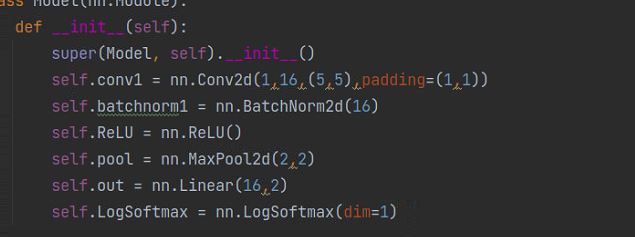 class Model(nn.Module):
def __init__(self):
super(Model, self).__init__()
self.conv1 = nn.Conv2d(1,16,(5,5),padding=(1,1))
self.batchnorm1 = nn.BatchNorm2d(16)
self.ReLU = nn.ReLU()
self.pool = nn.MaxPool2d(2,2)
self.out = nn.Linear(16,2)
self.LogSoftmax = nn.LogSoftmax(dim=1)